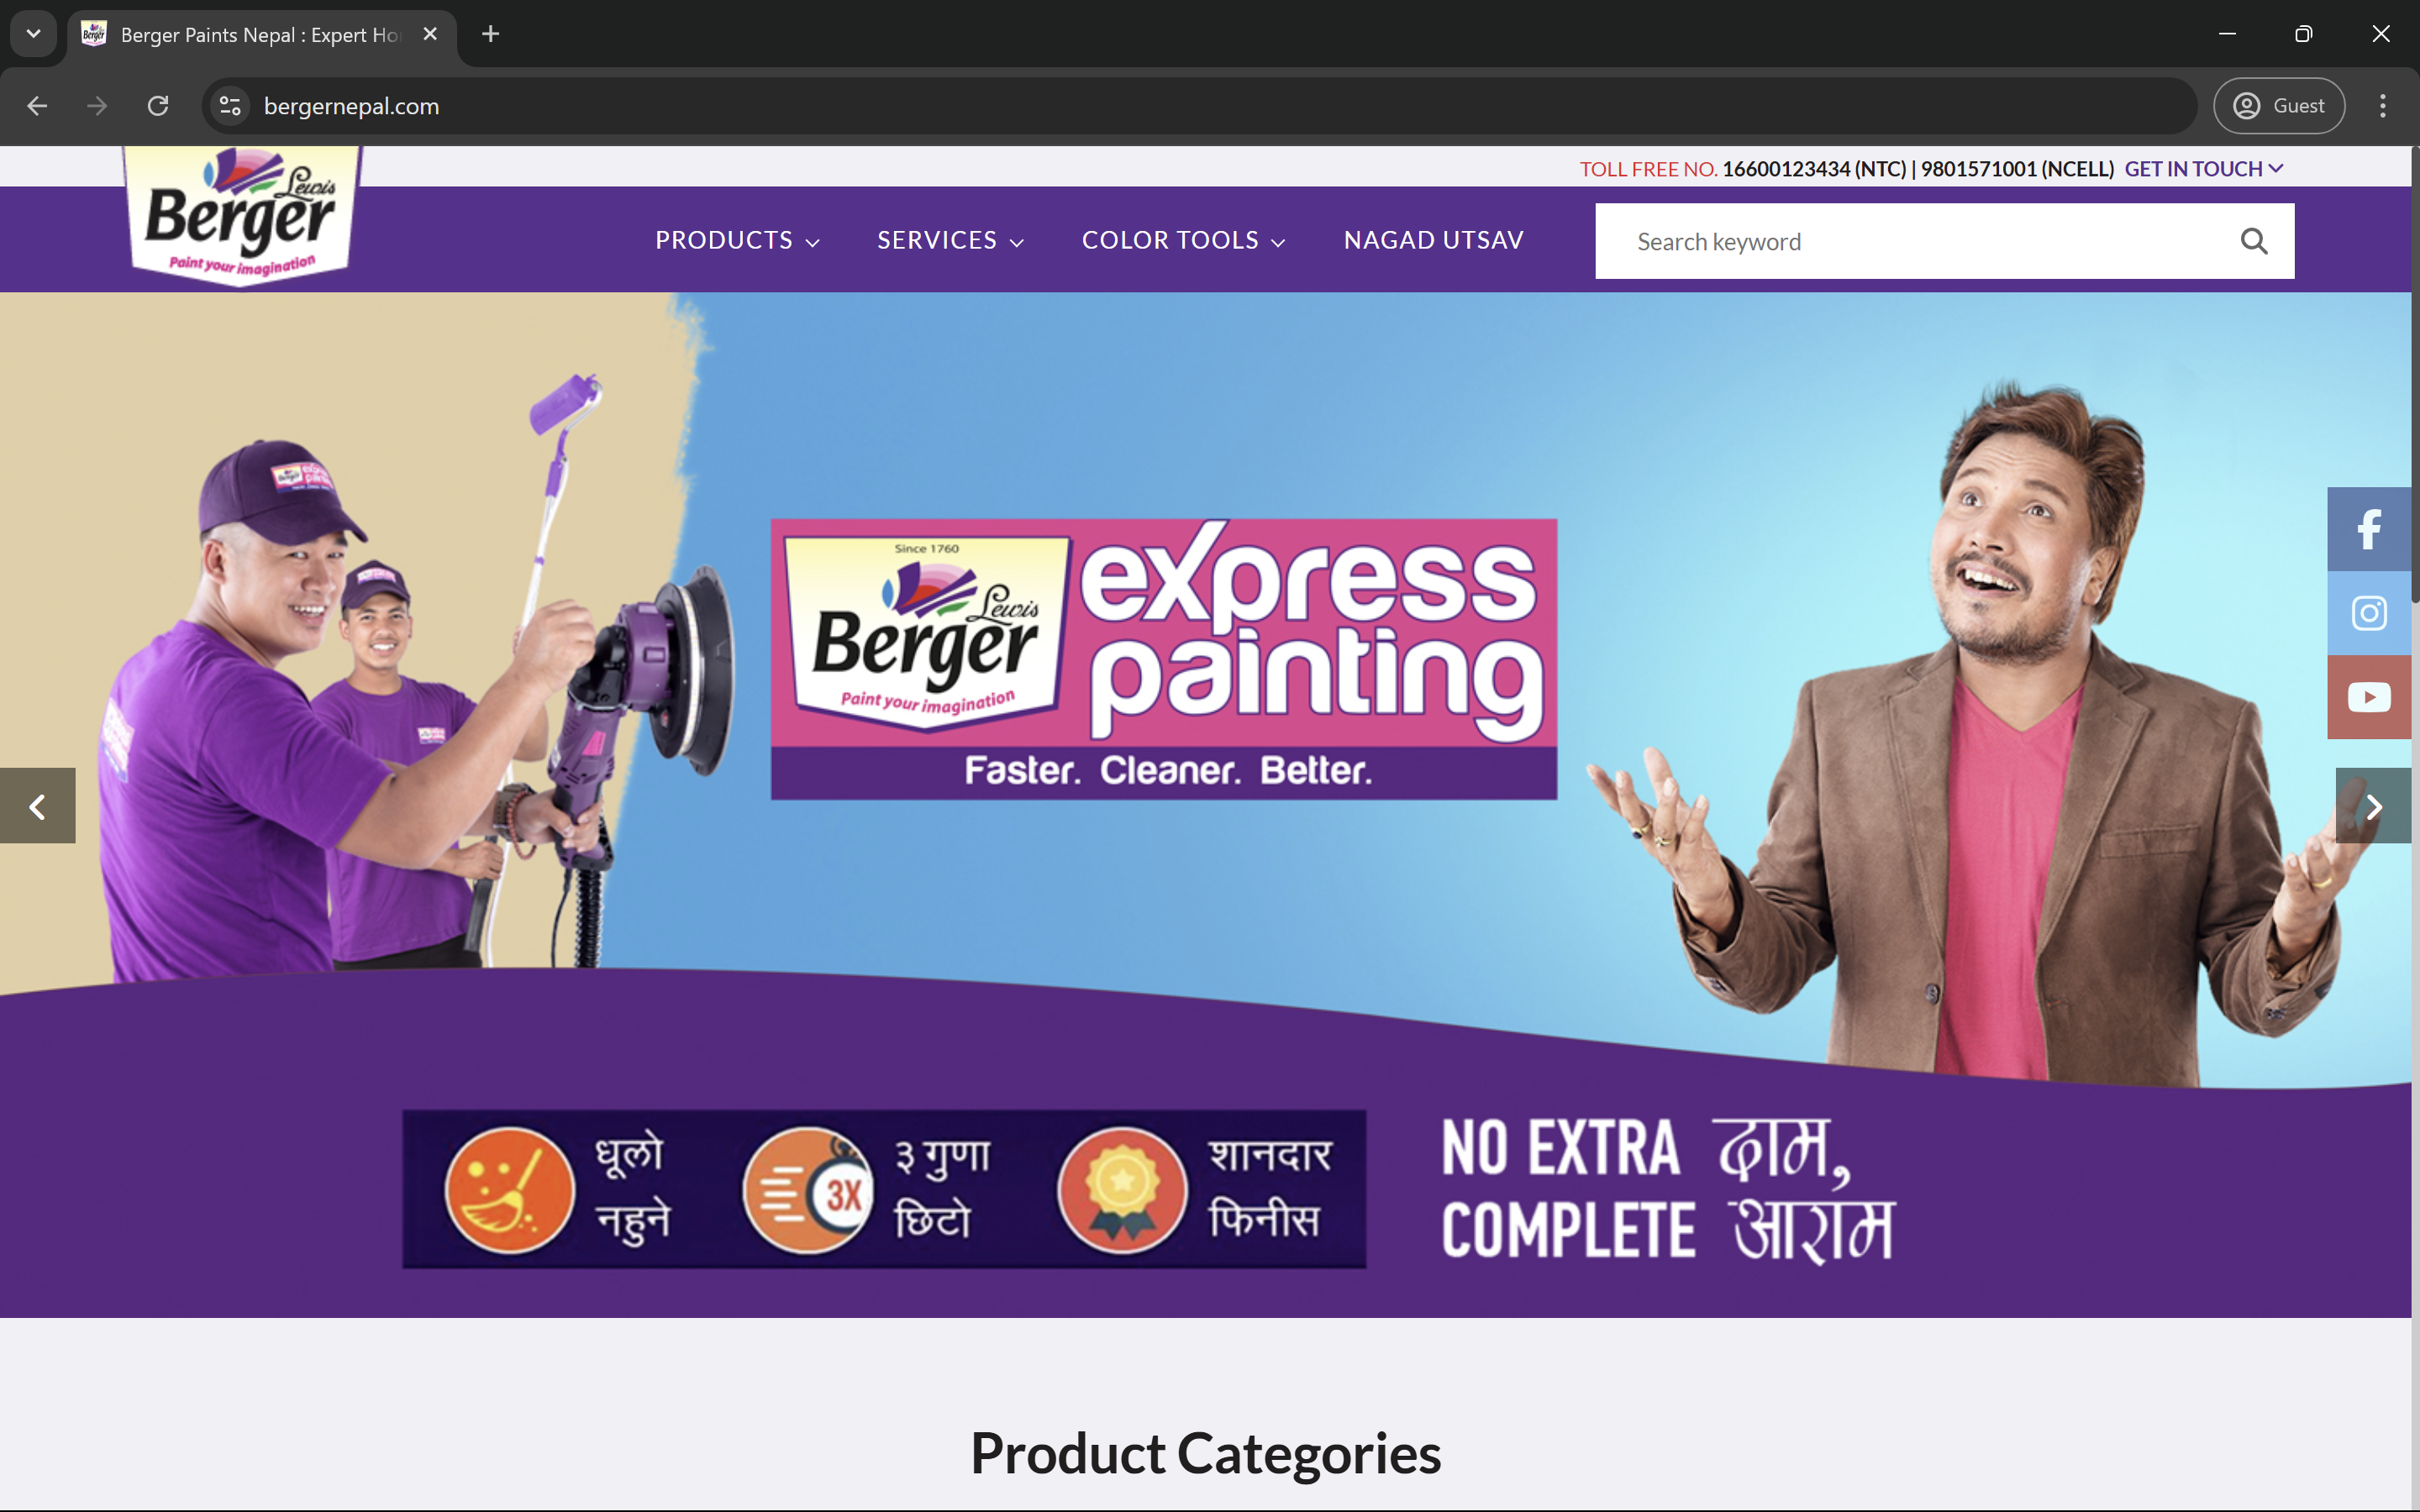 Berger Paints Nepal : Expert Ho
bergernepal.com
Guest
TOLL FREE NO. 16600123434 (NTC) | 9801571001 (NCELL) GET IN TOUCH
Lewis
Berger
Paint your imagination
PRODUCTS
SERVICES
COLOR TOOLS
NAGAD UTSAV
Search keyword
Since 1760
Lewis
Berger
Paint your imagination
express
painting
Faster. Cleaner. Better.
धूलो
नहुने
3X
३ गुणा
छिटो
शानदार
फिनीस
NO EXTRA दाम,
COMPLETE आराम
Product Categories